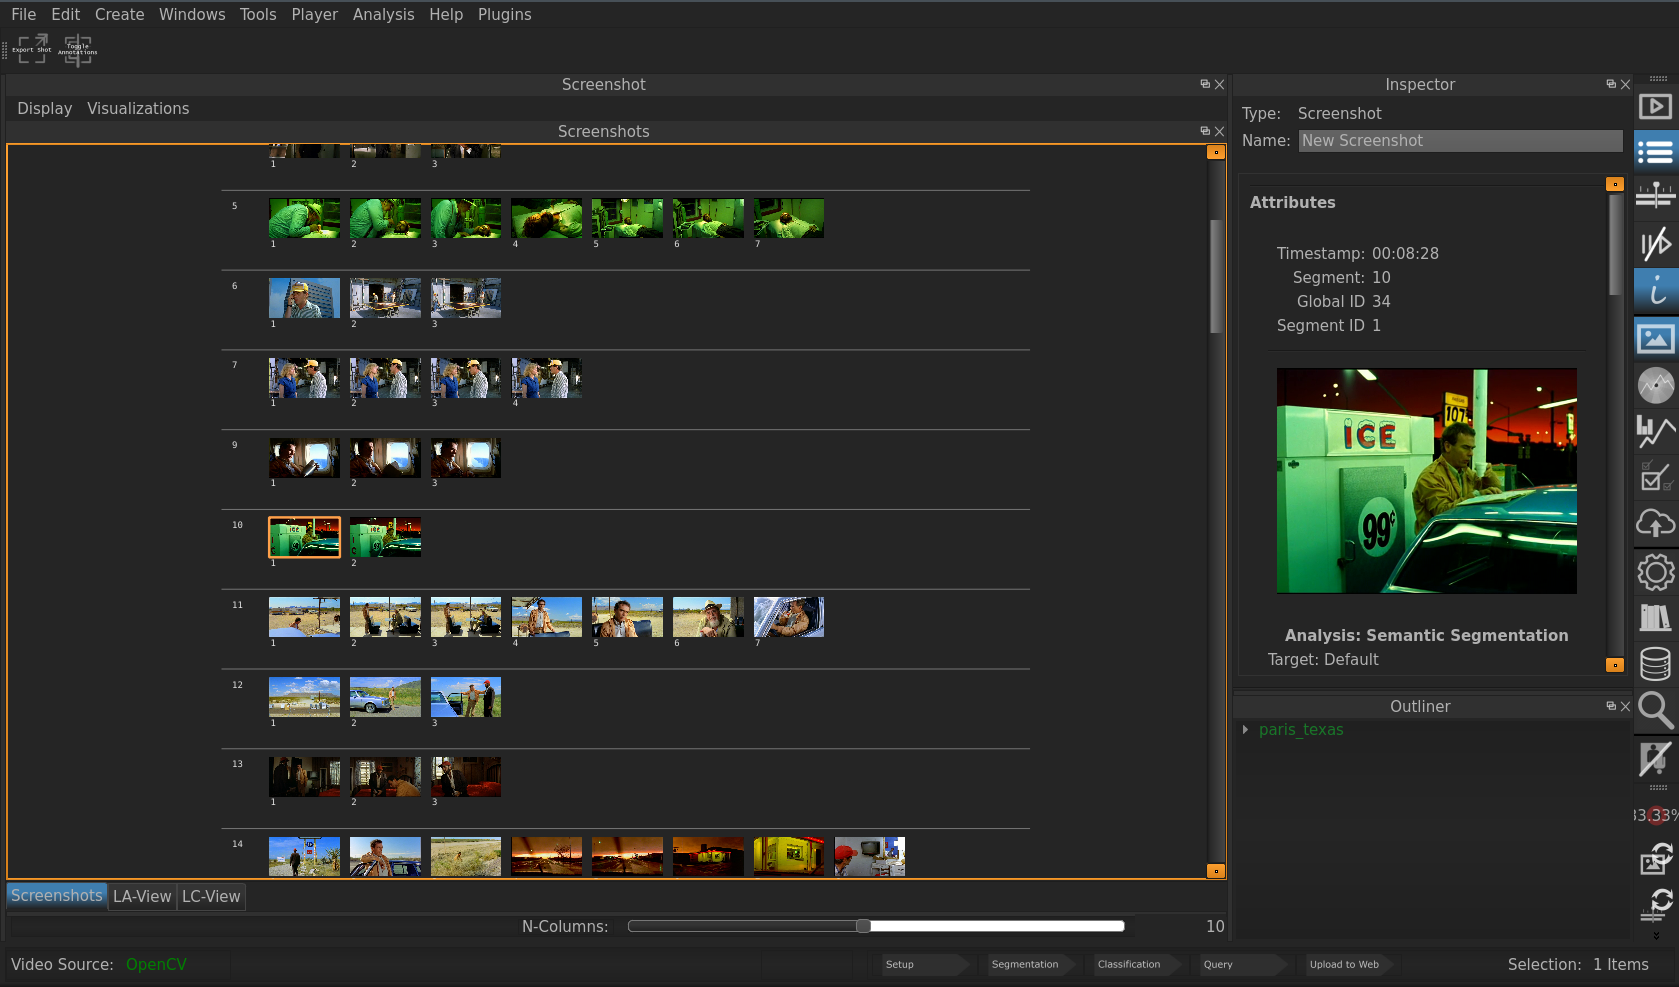 File Edit Create Windows Tools Player Analysis Help Plugins
Export Shot
Toggle Annotations
Screenshot
Display Visualizations
Screenshots
1 2 3
5
1 2 3 4 5 6 7
6
1 2 3
7
1 2 3 4
9
1 2 3
10
ICE ICE
1 2
11
1 2 3 4 5 6 7
12
1 2 3
13
1 2 3
14
Screenshots LA-View LC-View
N-Columns: 10
Inspector
Type: Screenshot
Name: New Screenshot
Attributes
Timestamp: 00:08:28
Segment: 10
Global ID 34
Segment ID 1
ICE
107
99¢
Analysis: Semantic Segmentation
Target: Default
Outliner
paris_texas
33.33%
Video Source: OpenCV
Setup Segmentation Classification Query Upload to Web
Selection: 1 Items